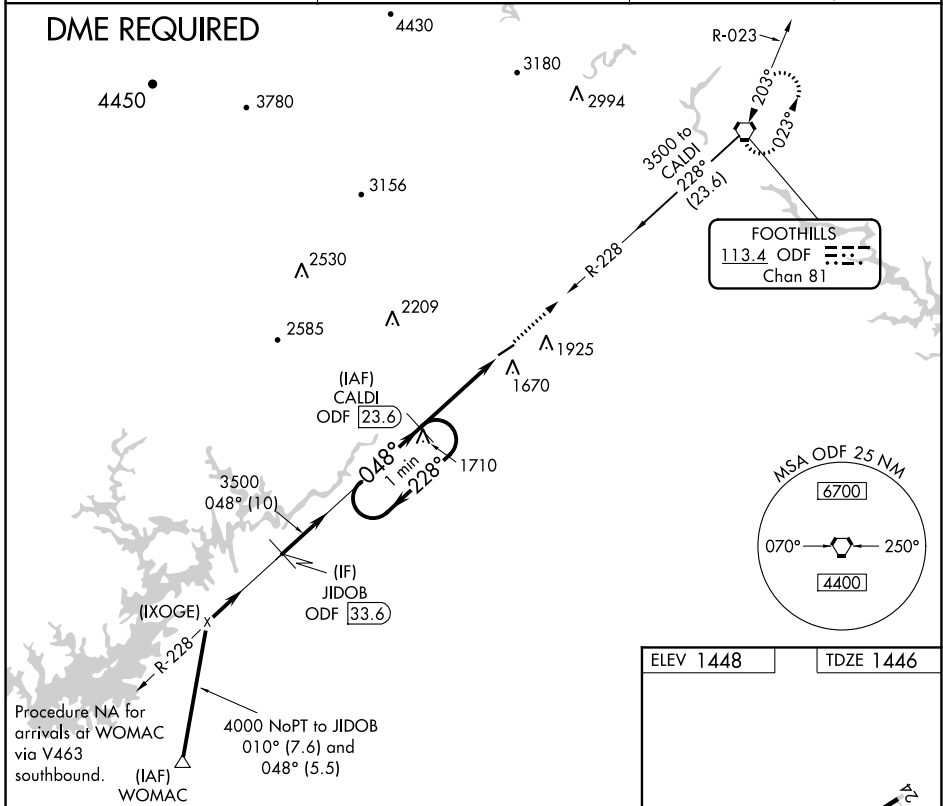 DME REQUIRED
4430
R-023
3180
4450
3780
2994
203°
023°
3500 to
CALDI
228°
(23.6)
3156
FOOTHILLS
113.4 ODF
Chan 81
2530
R-228
2209
2585
1925
1670
(IAF)
CALDI
ODF 23.6
048°
1 min
228°
1710
3500
048° (10)
MSA ODF 25 NM
6700
070°
250°
4400
(IF)
JIDOB
ODF 33.6
(IXOGE)
X
R-228
ELEV 1448
TDZE 1446
Procedure NA for
arrivals at WOMAC
via V463
southbound.
4000 NoPT to JIDOB
010° (7.6) and
048° (5.5)
(IAF)
WOMAC
24